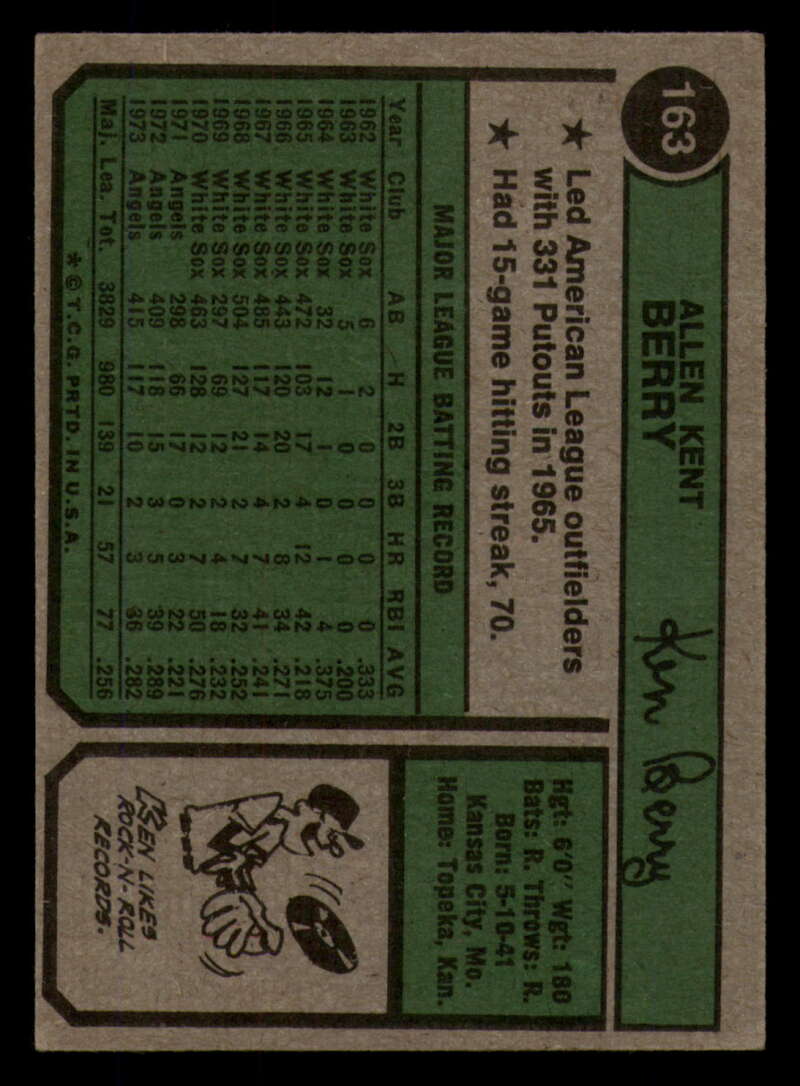 163
ALLEN KENT
BERRY
Ken Berry
★ Led American League outfielders
with 331 Putouts in 1965.
★ Had 15-game hitting streak, 70.
MAJOR LEAGUE BATTING RECORD
Year Club AB H 2B 3B HR RBI AVG
1962 White Sox 6 2 0 0 0 0 .333
1963 White Sox 5 1 0 0 0 0 .200
1964 White Sox 32 12 1 0 1 4 .375
1965 White Sox 472 103 17 4 12 42 .218
1966 White Sox 443 120 20 2 8 34 .271
1967 White Sox 485 117 14 4 7 41 .241
1968 White Sox 504 127 21 2 7 32 .252
1969 White Sox 297 69 12 2 4 18 .232
1970 White Sox 463 128 12 2 7 50 .276
1971 Angels 298 66 17 0 3 22 .221
1972 Angels 409 118 15 3 5 39 .289
1973 Angels 415 117 10 2 3 36 .282
Maj. Lea. Tot. 3829 980 139 21 57 77 .256
* © T.C.G. PRTD. IN U.S.A.
Hgt: 6'0" Wgt: 180
Bats: R. Throws: R.
Born: 5-10-41
Kansas City, Mo.
Home: Topeka, Kan.
KEN LIKES
ROCK-N-ROLL
RECORDS.